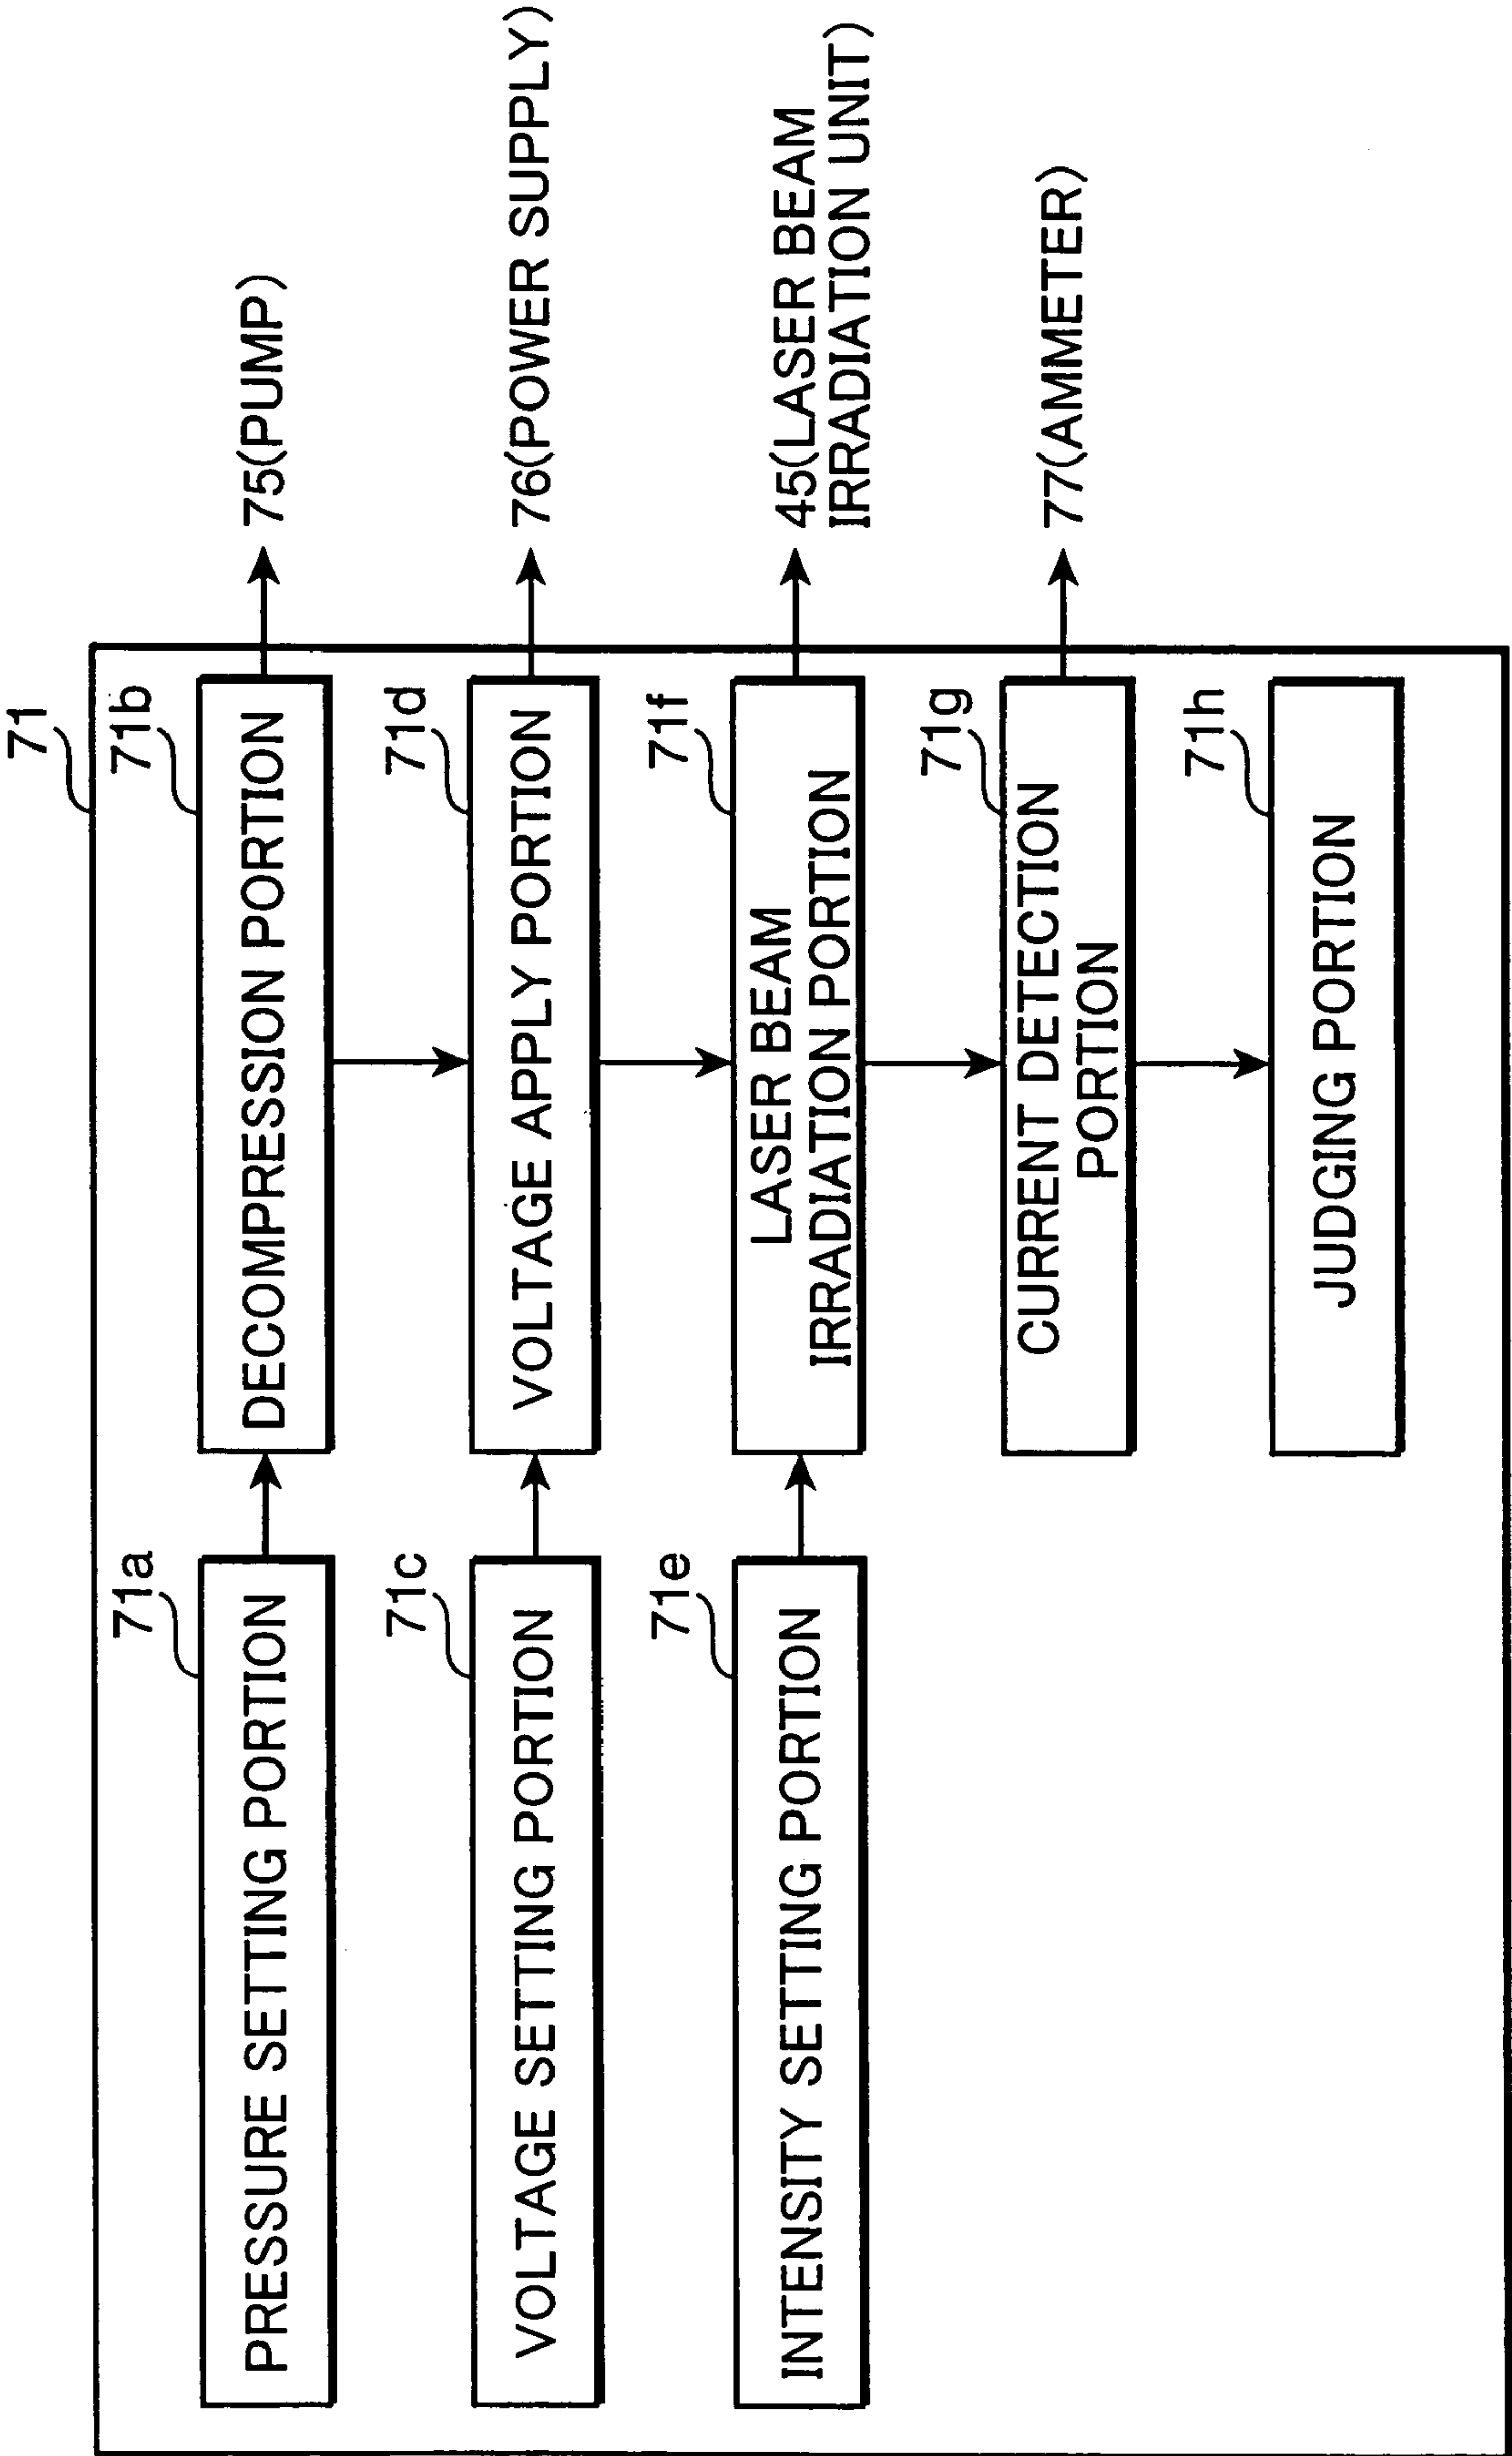 71
71a
PRESSURE SETTING PORTION
71b
DECOMPRESSION PORTION
75(PUMP)
71c
VOLTAGE SETTING PORTION
71d
VOLTAGE APPLY PORTION
76(POWER SUPPLY)
71e
INTENSITY SETTING PORTION
71f
LASER BEAM
IRRADIATION PORTION
45(LASER BEAM
IRRADIATION UNIT)
71g
CURRENT DETECTION
PORTION
77(AMMETER)
71h
JUDGING PORTION